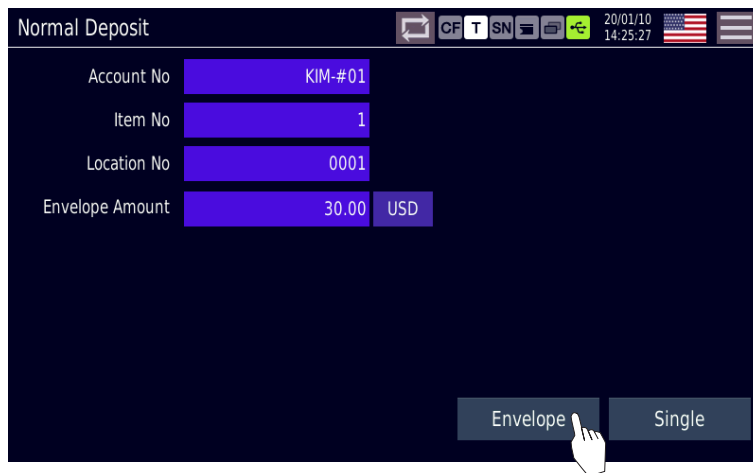 Normal Deposit
CF T SN
20/01/10
14:25:27
Account No KIM-#01
Item No 1
Location No 0001
Envelope Amount 30.00 USD
Envelope Single